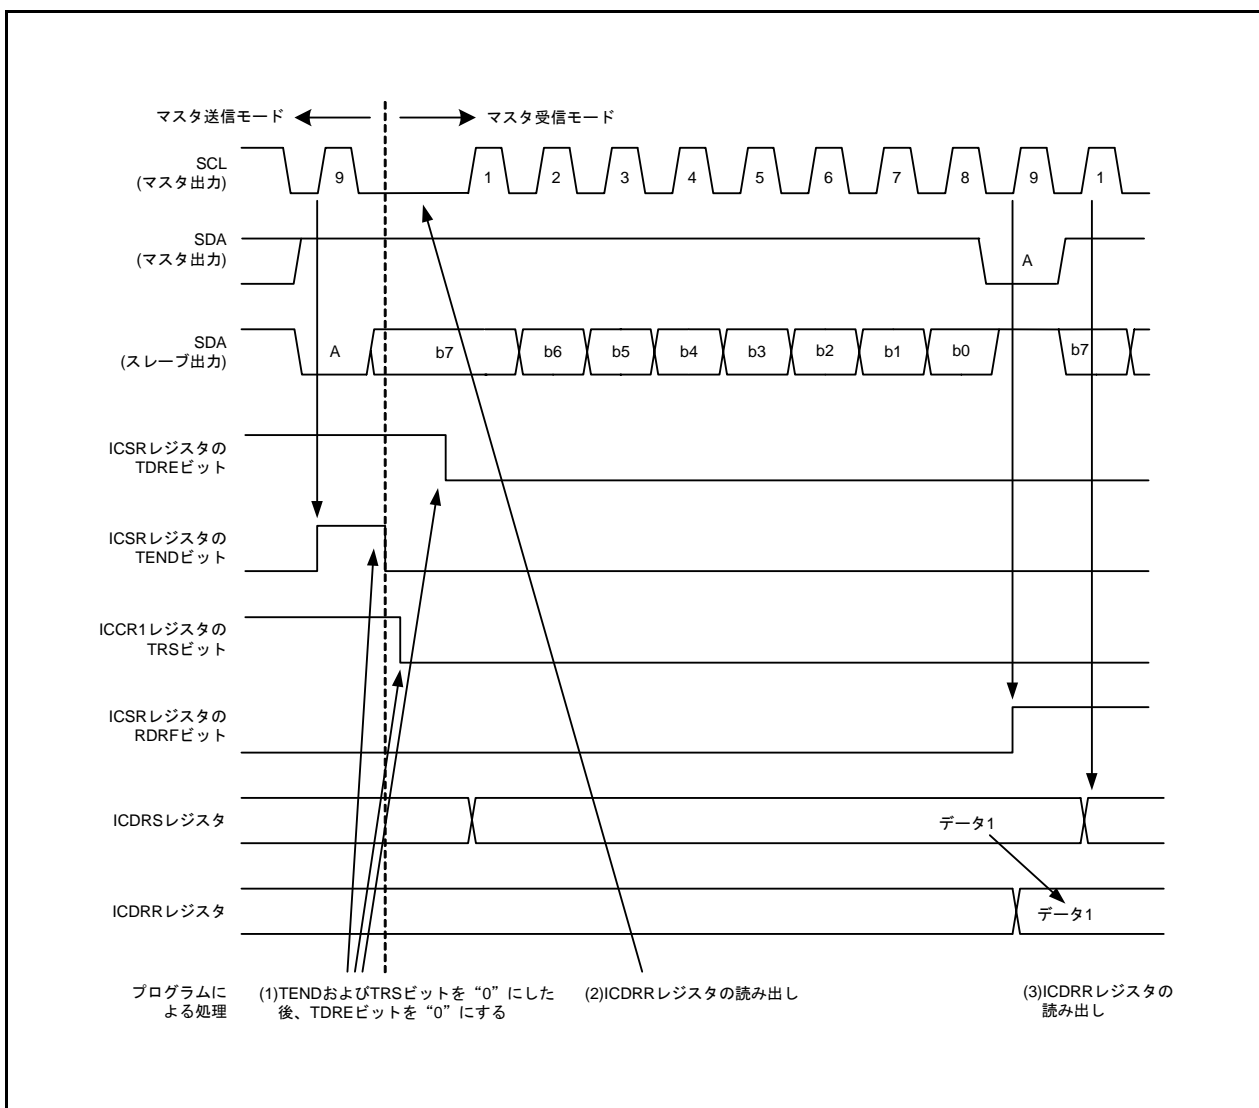 マスタ送信モード
マスタ受信モード
SCL
(マスタ出力)
9
1
2
3
4
5
6
7
8
9
1
SDA
(マスタ出力)
A
SDA
(スレーブ出力)
A
b7
b6
b5
b4
b3
b2
b1
b0
b7
ICSRレジスタの
TDREビット
ICSRレジスタの
TENDビット
ICCR1レジスタの
TRSビット
ICSRレジスタの
RDRFビット
ICDRSレジスタ
データ1
ICDRRレジスタ
データ1
プログラムに
よる処理
(1)TENDおよびTRSビットを“0”にした
後、TDREビットを“0”にする
(2)ICDRRレジスタの読み出し
(3)ICDRRレジスタの
読み出し